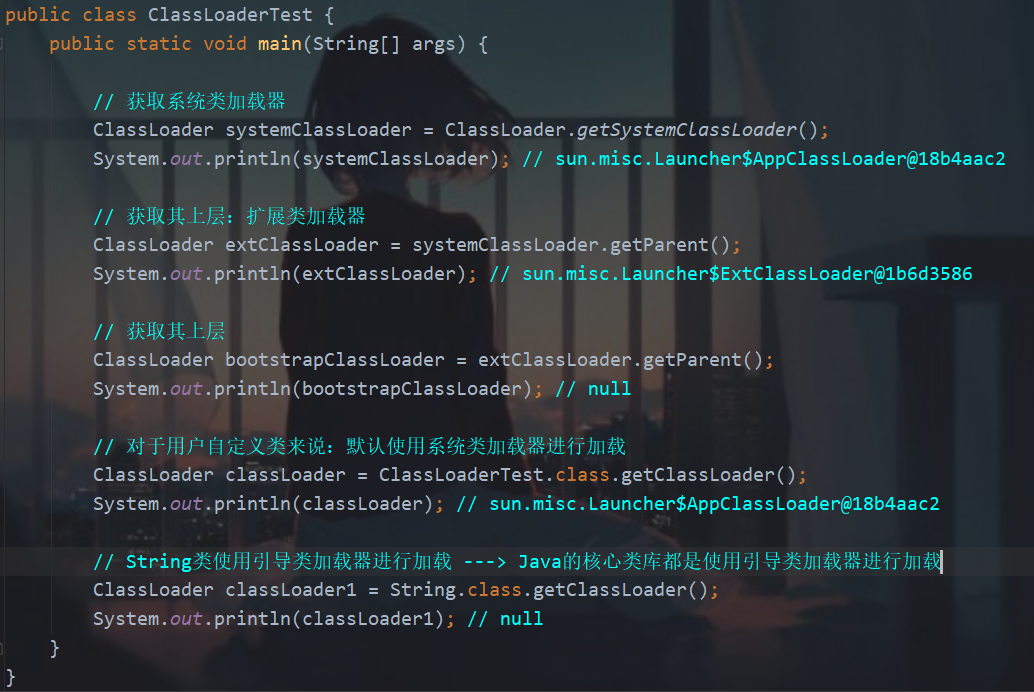 public class ClassLoaderTest {
public static void main(String[] args) {
// 获取系统类加载器
ClassLoader systemClassLoader = ClassLoader.getSystemClassLoader();
System.out.println(systemClassLoader); // sun.misc.Launcher$AppClassLoader@18b4aac2
// 获取其上层：扩展类加载器
ClassLoader extClassLoader = systemClassLoader.getParent();
System.out.println(extClassLoader); // sun.misc.Launcher$ExtClassLoader@1b6d3586
// 获取其上层
ClassLoader bootstrapClassLoader = extClassLoader.getParent();
System.out.println(bootstrapClassLoader); // null
// 对于用户自定义类来说：默认使用系统类加载器进行加载
ClassLoader classLoader = ClassLoaderTest.class.getClassLoader();
System.out.println(classLoader); // sun.misc.Launcher$AppClassLoader@18b4aac2
// String类使用引导类加载器进行加载 ---> Java的核心类库都是使用引导类加载器进行加载
ClassLoader classLoader1 = String.class.getClassLoader();
System.out.println(classLoader1); // null
}
}